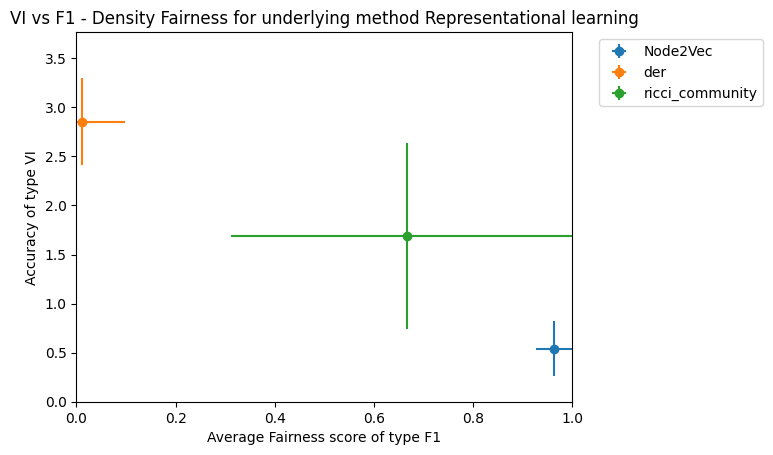 VI vs F1 - Density Fairness for underlying method Representational learning
Node2Vec
der
ricci_community
3.5
3.0
2.5
2.0
1.5
1.0
0.5
0.0
Accuracy of type VI
0.0 0.2 0.4 0.6 0.8 1.0
Average Fairness score of type F1